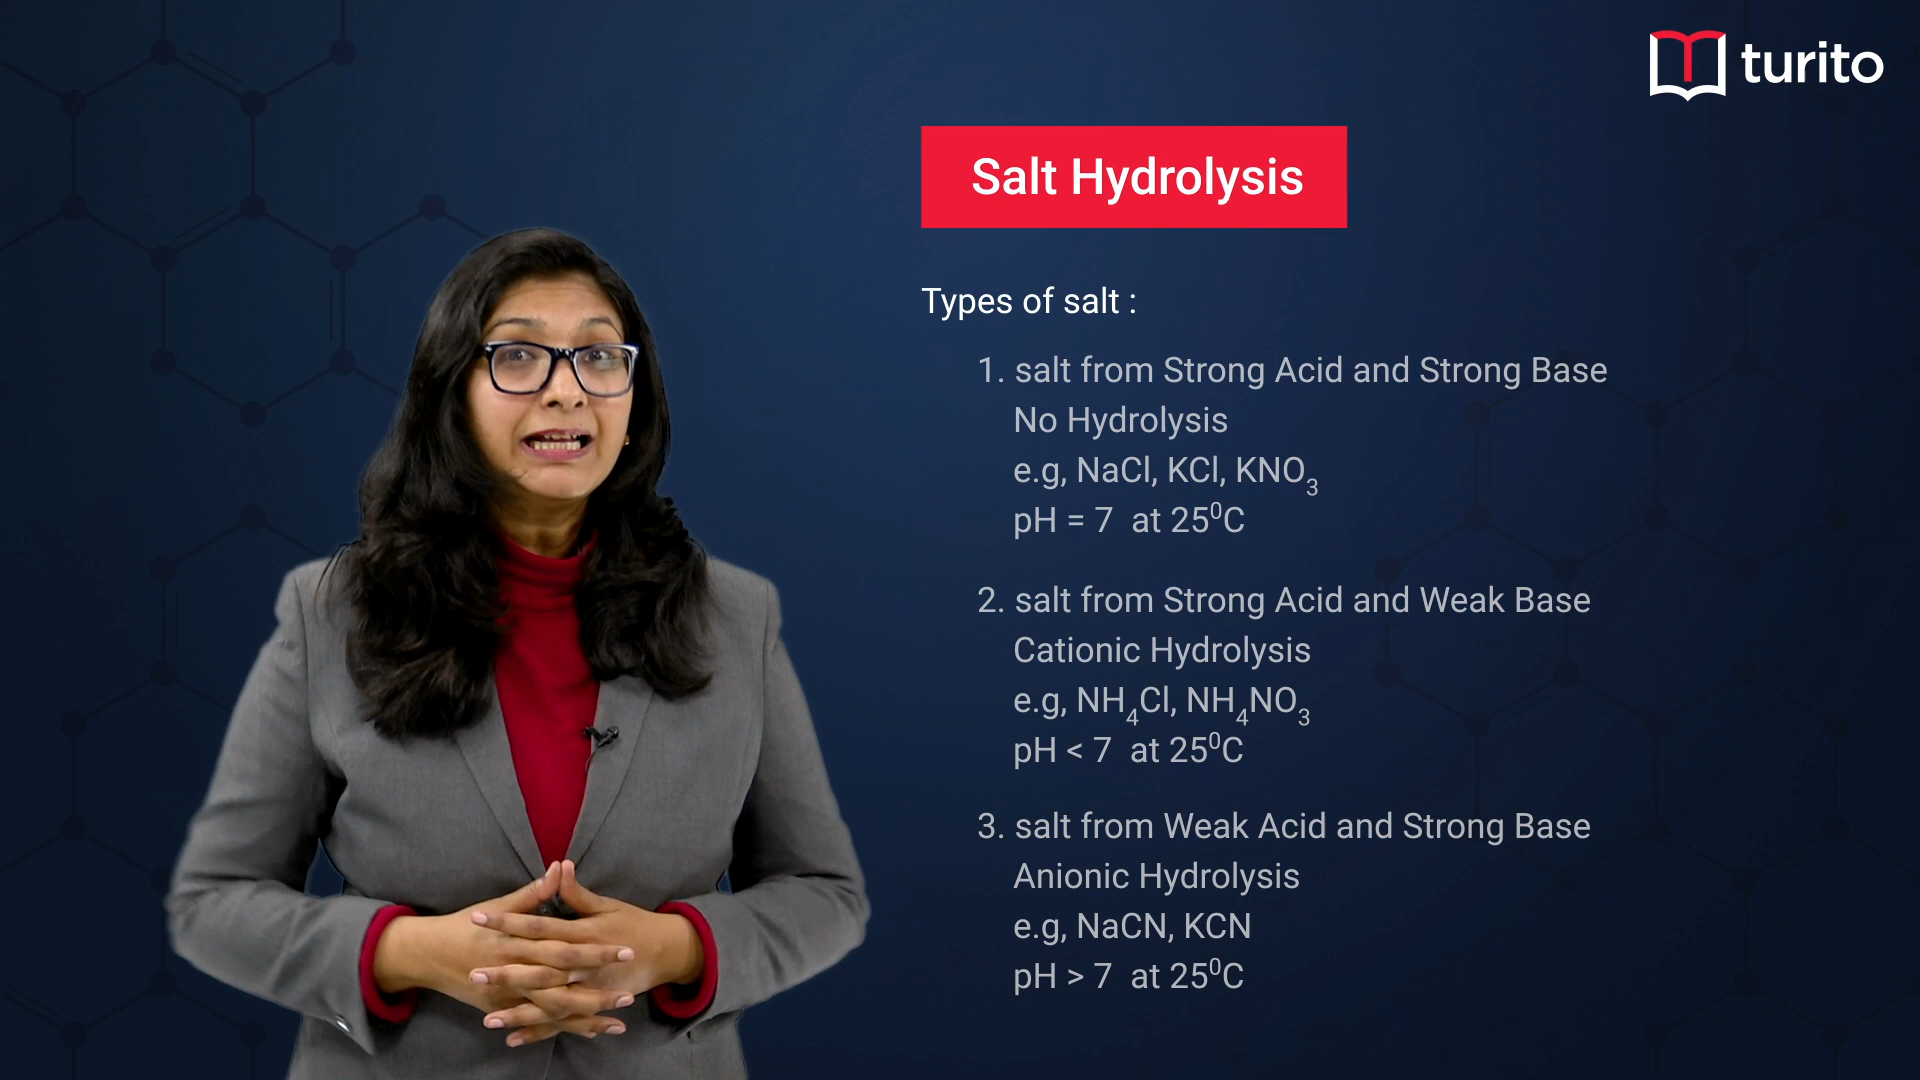 turito
Salt Hydrolysis
Types of salt :
1. salt from Strong Acid and Strong Base
No Hydrolysis
e.g, NaCl, KCl, KNO₃
pH = 7 at 25⁰C
2. salt from Strong Acid and Weak Base
Cationic Hydrolysis
e.g, NH₄Cl, NH₄NO₃
pH < 7 at 25⁰C
3. salt from Weak Acid and Strong Base
Anionic Hydrolysis
e.g, NaCN, KCN
pH > 7 at 25⁰C